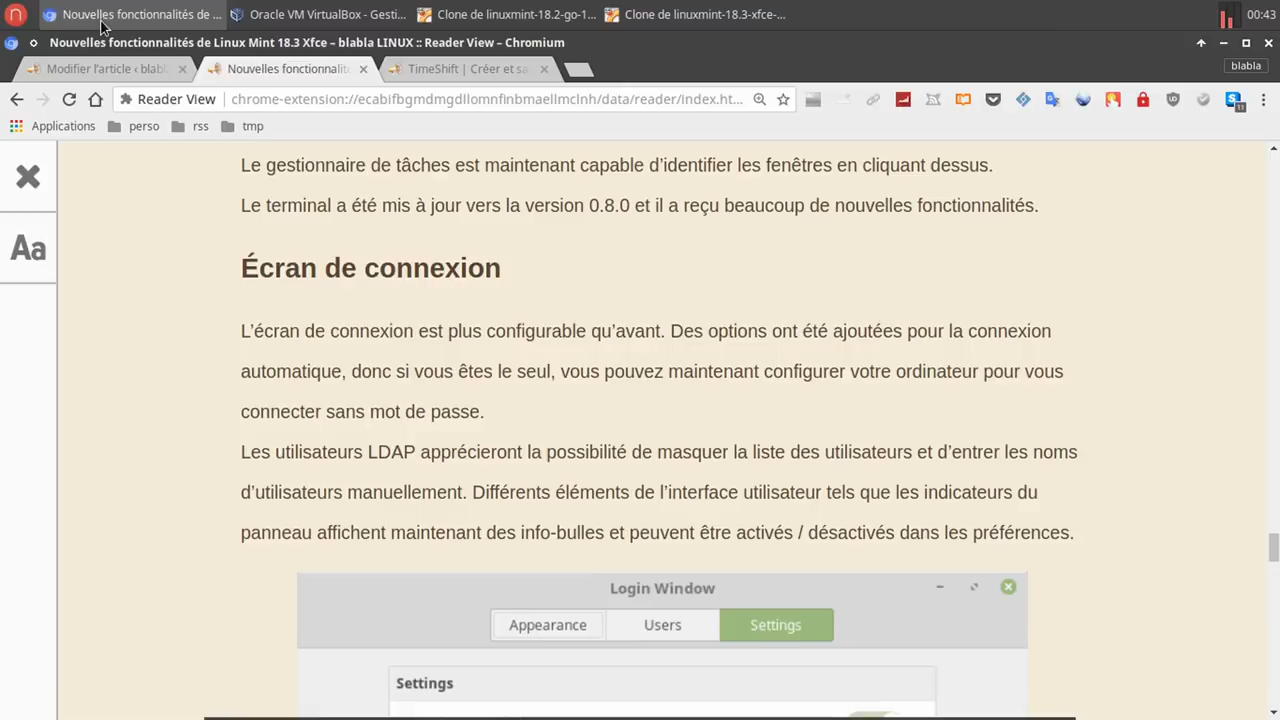 Nouvelles fonctionnalités de ...
Oracle VM VirtualBox - Gesti...
Clone de linuxmint-18.2-go-1...
Clone de linuxmint-18.3-xfce-...
00:43
Nouvelles fonctionnalités de Linux Mint 18.3 Xfce – blabla LINUX :: Reader View – Chromium
Modifier l'article ‹ blabl
Nouvelles fonctionnalit
TimeShift | Créer et sa
blabla
Reader View
chrome-extension://ecabifbgmdmgdllomnfinbmaellmclnh/data/reader/index.ht...
11
Applications
perso
rss
tmp
Aa
Le gestionnaire de tâches est maintenant capable d’identifier les fenêtres en cliquant dessus.
Le terminal a été mis à jour vers la version 0.8.0 et il a reçu beaucoup de nouvelles fonctionnalités.
Écran de connexion
L’écran de connexion est plus configurable qu’avant. Des options ont été ajoutées pour la connexion
automatique, donc si vous êtes le seul, vous pouvez maintenant configurer votre ordinateur pour vous
connecter sans mot de passe.
Les utilisateurs LDAP apprécieront la possibilité de masquer la liste des utilisateurs et d’entrer les noms
d’utilisateurs manuellement. Différents éléments de l’interface utilisateur tels que les indicateurs du
panneau affichent maintenant des info-bulles et peuvent être activés / désactivés dans les préférences.
Login Window
Appearance
Users
Settings
Settings